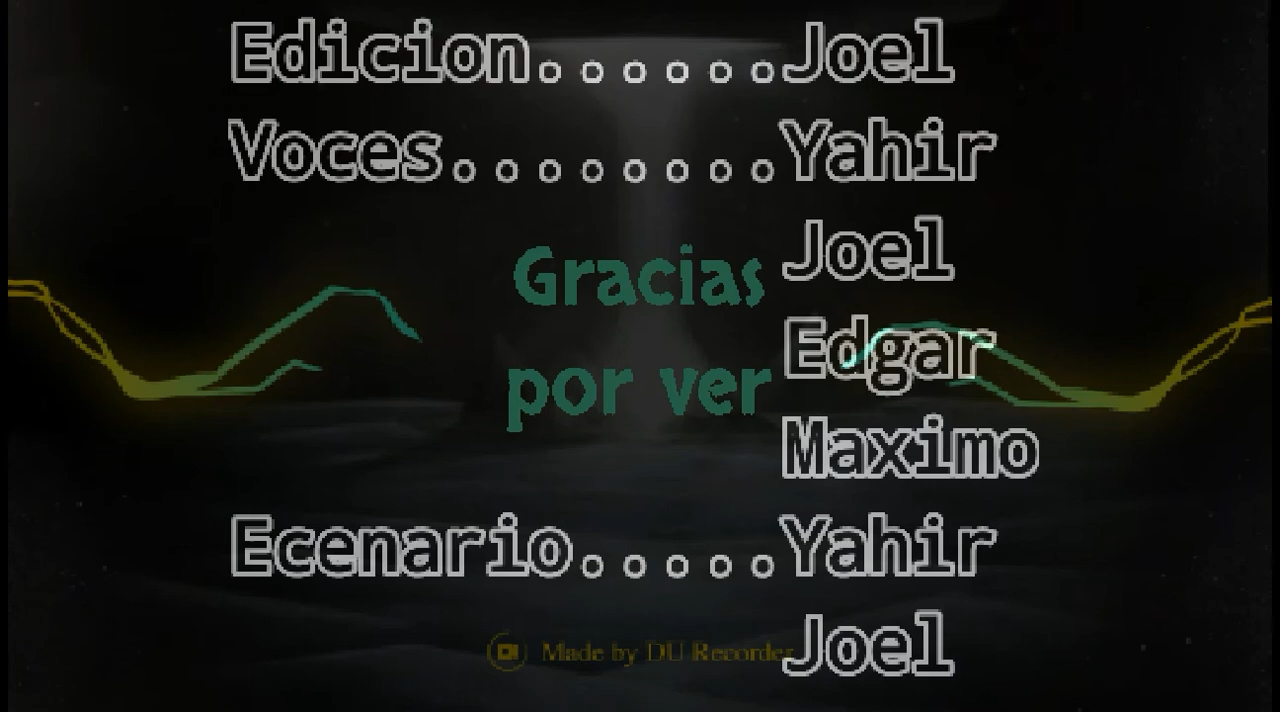 Edicion......Joel
Voces........Yahir
Joel
Gracias
Edgar
por ver
Maximo
Ecenario.....Yahir
Made by DU Recorder
Joel